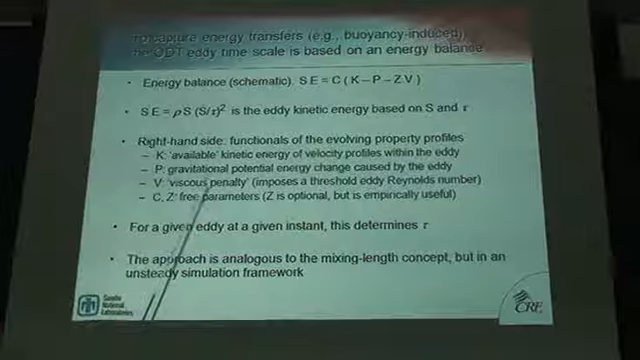 To capture energy transfers (e.g., buoyancy-induced)
the ODT eddy time scale is based on an energy balance
• Energy balance (schematic): S E = C ( K – P – Z V )
• S E = ρ S (S/τ)² is the eddy kinetic energy based on S and τ
• Right-hand side: functionals of the evolving property profiles
– K: 'available' kinetic energy of velocity profiles within the eddy
– P: gravitational potential energy change caused by the eddy
– V: 'viscous penalty' (imposes a threshold eddy Reynolds number)
– C, Z: free parameters (Z is optional, but is empirically useful)
• For a given eddy at a given instant, this determines τ
• The approach is analogous to the mixing-length concept, but in an
unsteady simulation framework
Sandia
National
Laboratories
CRF